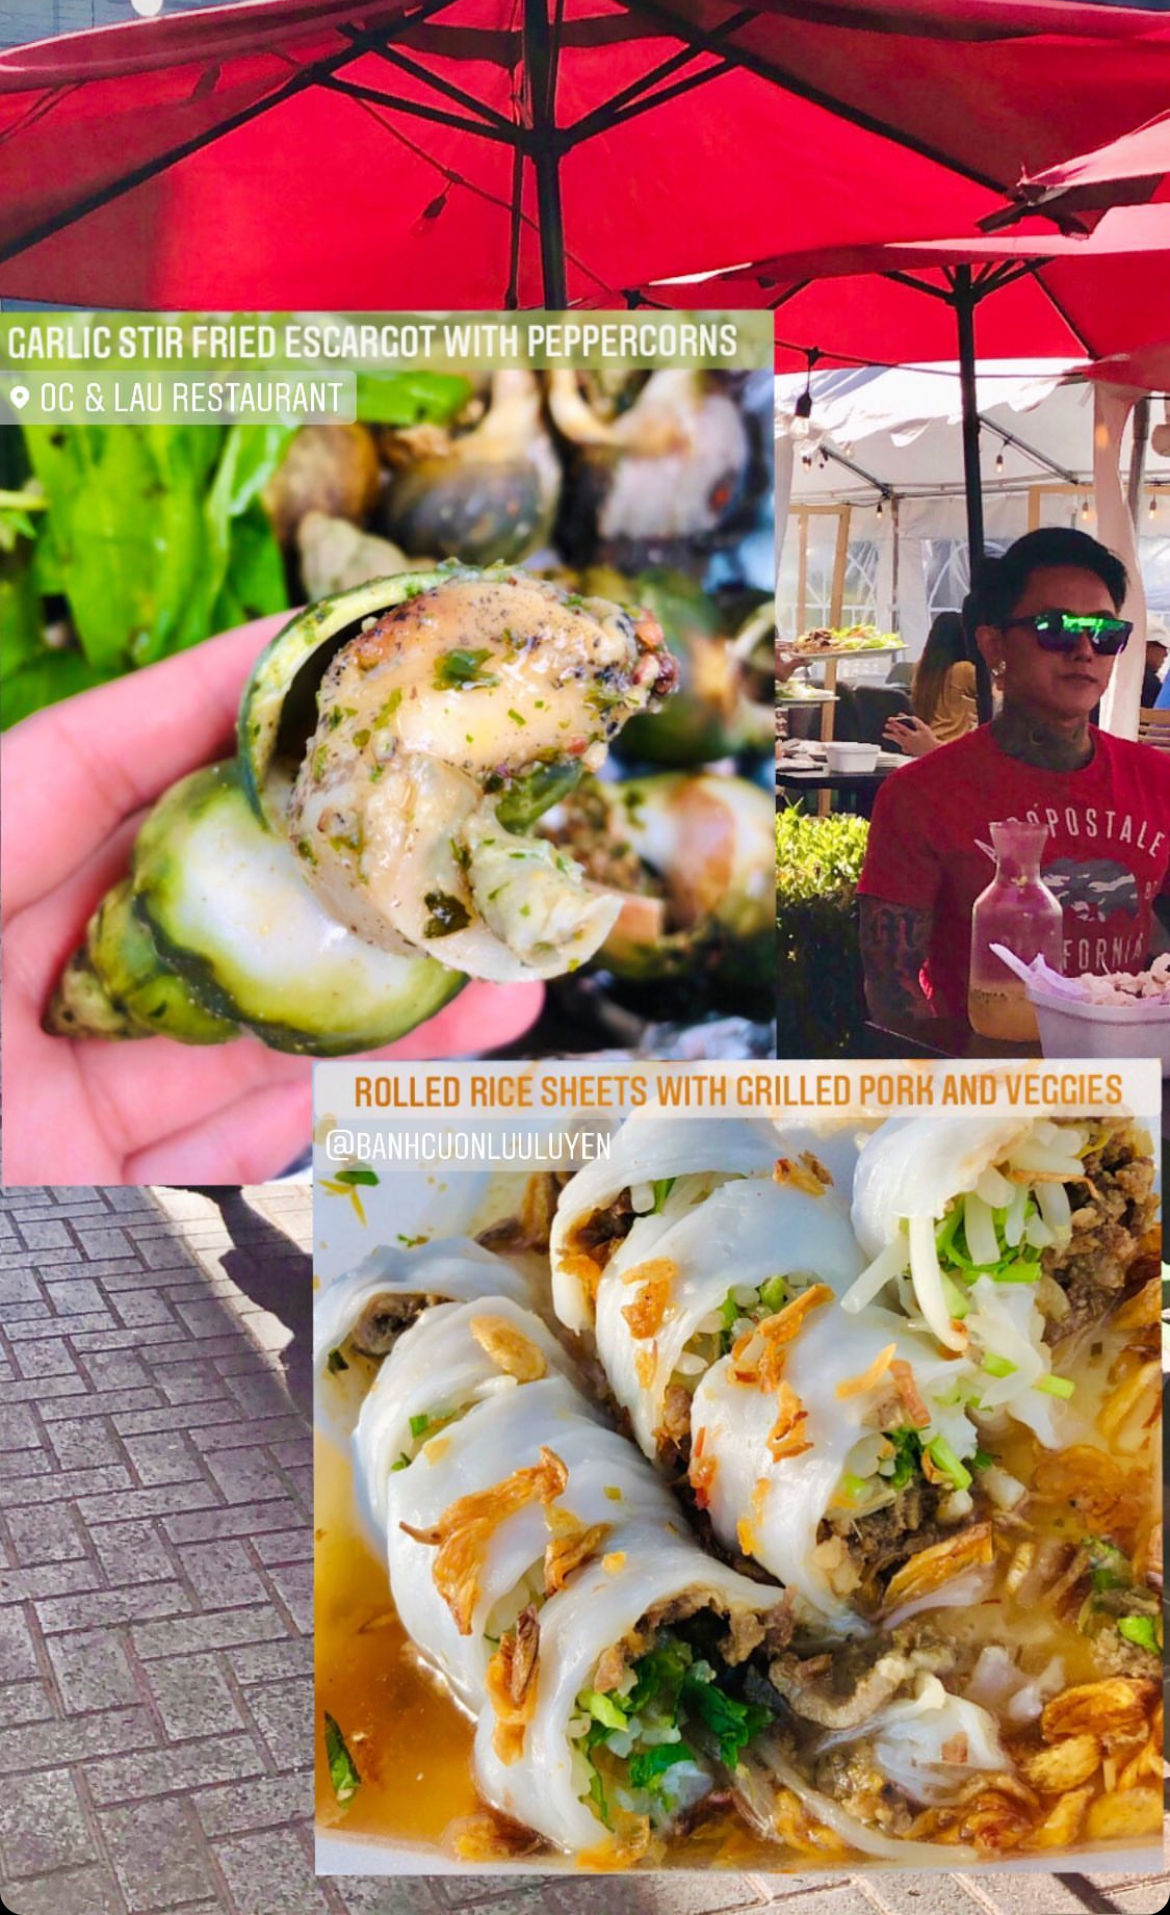 GARLIC STIR FRIED ESCARGOT WITH PEPPERCORNS
OC & LAU RESTAURANT
ROLLED RICE SHEETS WITH GRILLED PORK AND VEGGIES
@BANHCUONLUULUYEN